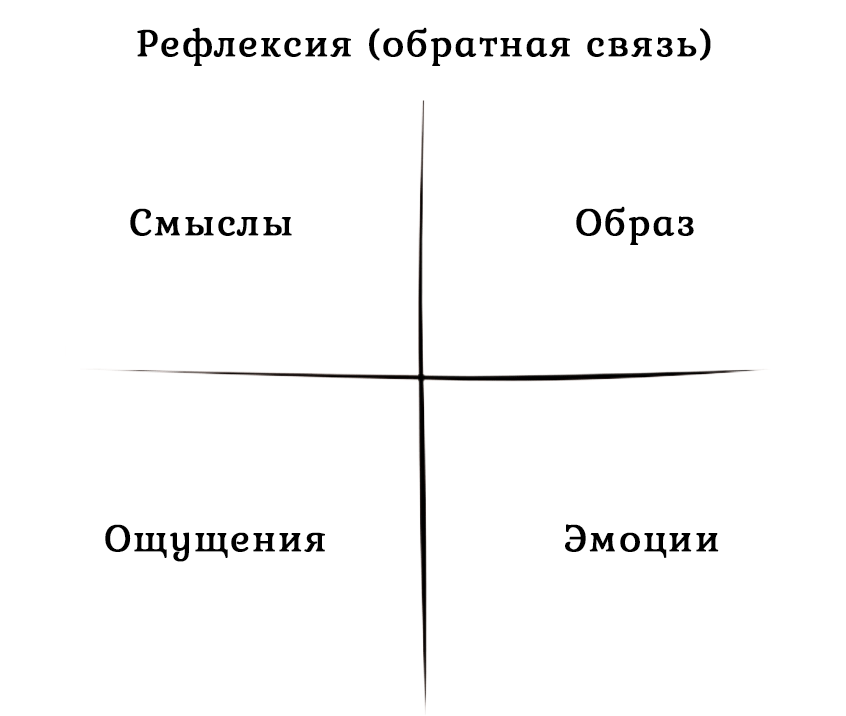 Рефлексия (обратная связь)
Смыслы
Образ
Ощущения
Эмоции